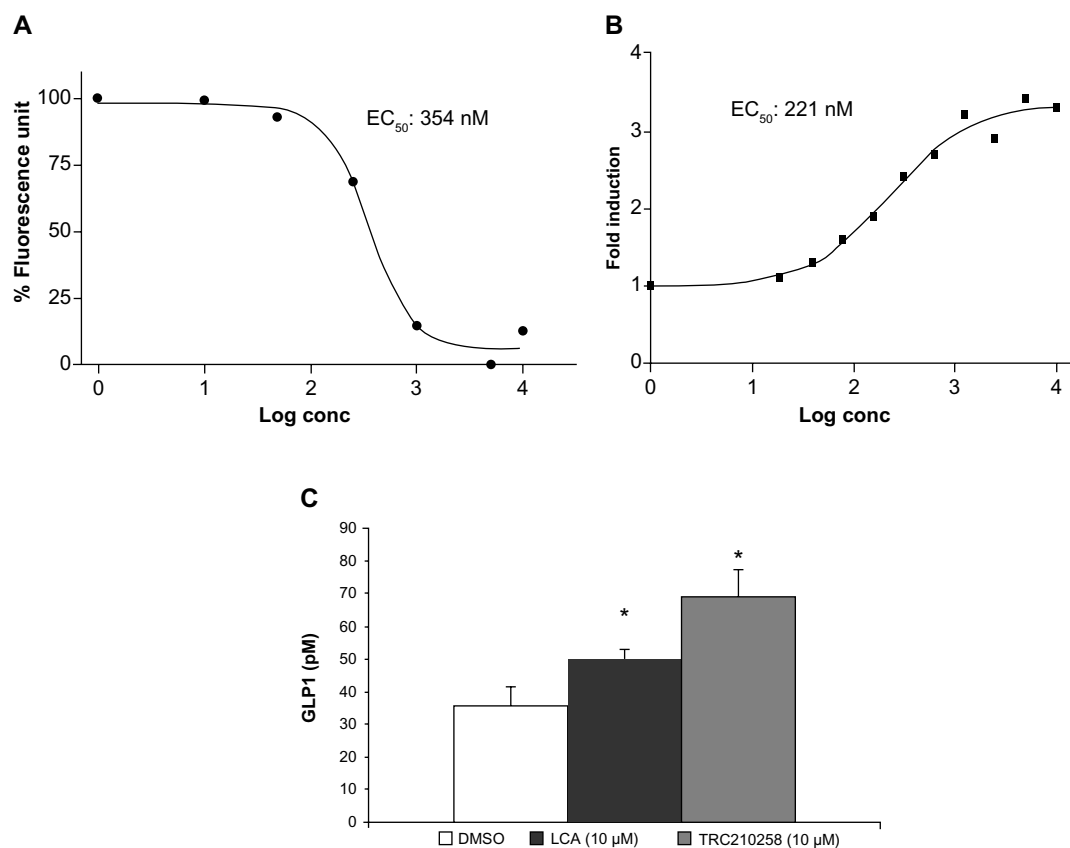 A
100
75
50
25
0
% Fluorescence unit
EC50: 354 nM
0 1 2 3 4
Log conc
B
4
3
2
1
0
Fold induction
EC50: 221 nM
0 1 2 3 4
Log conc
C
90
80
70
60
50
40
30
20
10
0
GLP1 (pM)
*
*
DMSO LCA (10 µM) TRC210258 (10 µM)